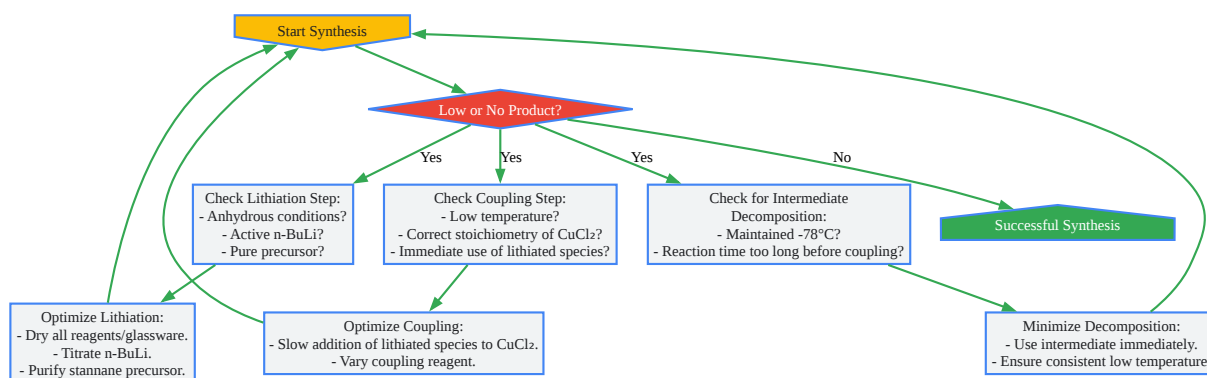 Start Synthesis
Low or No Product?
Yes
Yes
Yes
No
Check Lithiation Step:
- Anhydrous conditions?
- Active n-BuLi?
- Pure precursor?
Check Coupling Step:
- Low temperature?
- Correct stoichiometry of CuCl₂?
- Immediate use of lithiated species?
Check for Intermediate
Decomposition:
- Maintained -78°C?
- Reaction time too long before coupling?
Successful Synthesis
Optimize Lithiation:
- Dry all reagents/glassware.
- Titrate n-BuLi.
- Purify stannane precursor.
Optimize Coupling:
- Slow addition of lithiated species to CuCl₂.
- Vary coupling reagent.
Minimize Decomposition:
- Use intermediate immediately.
- Ensure consistent low temperature